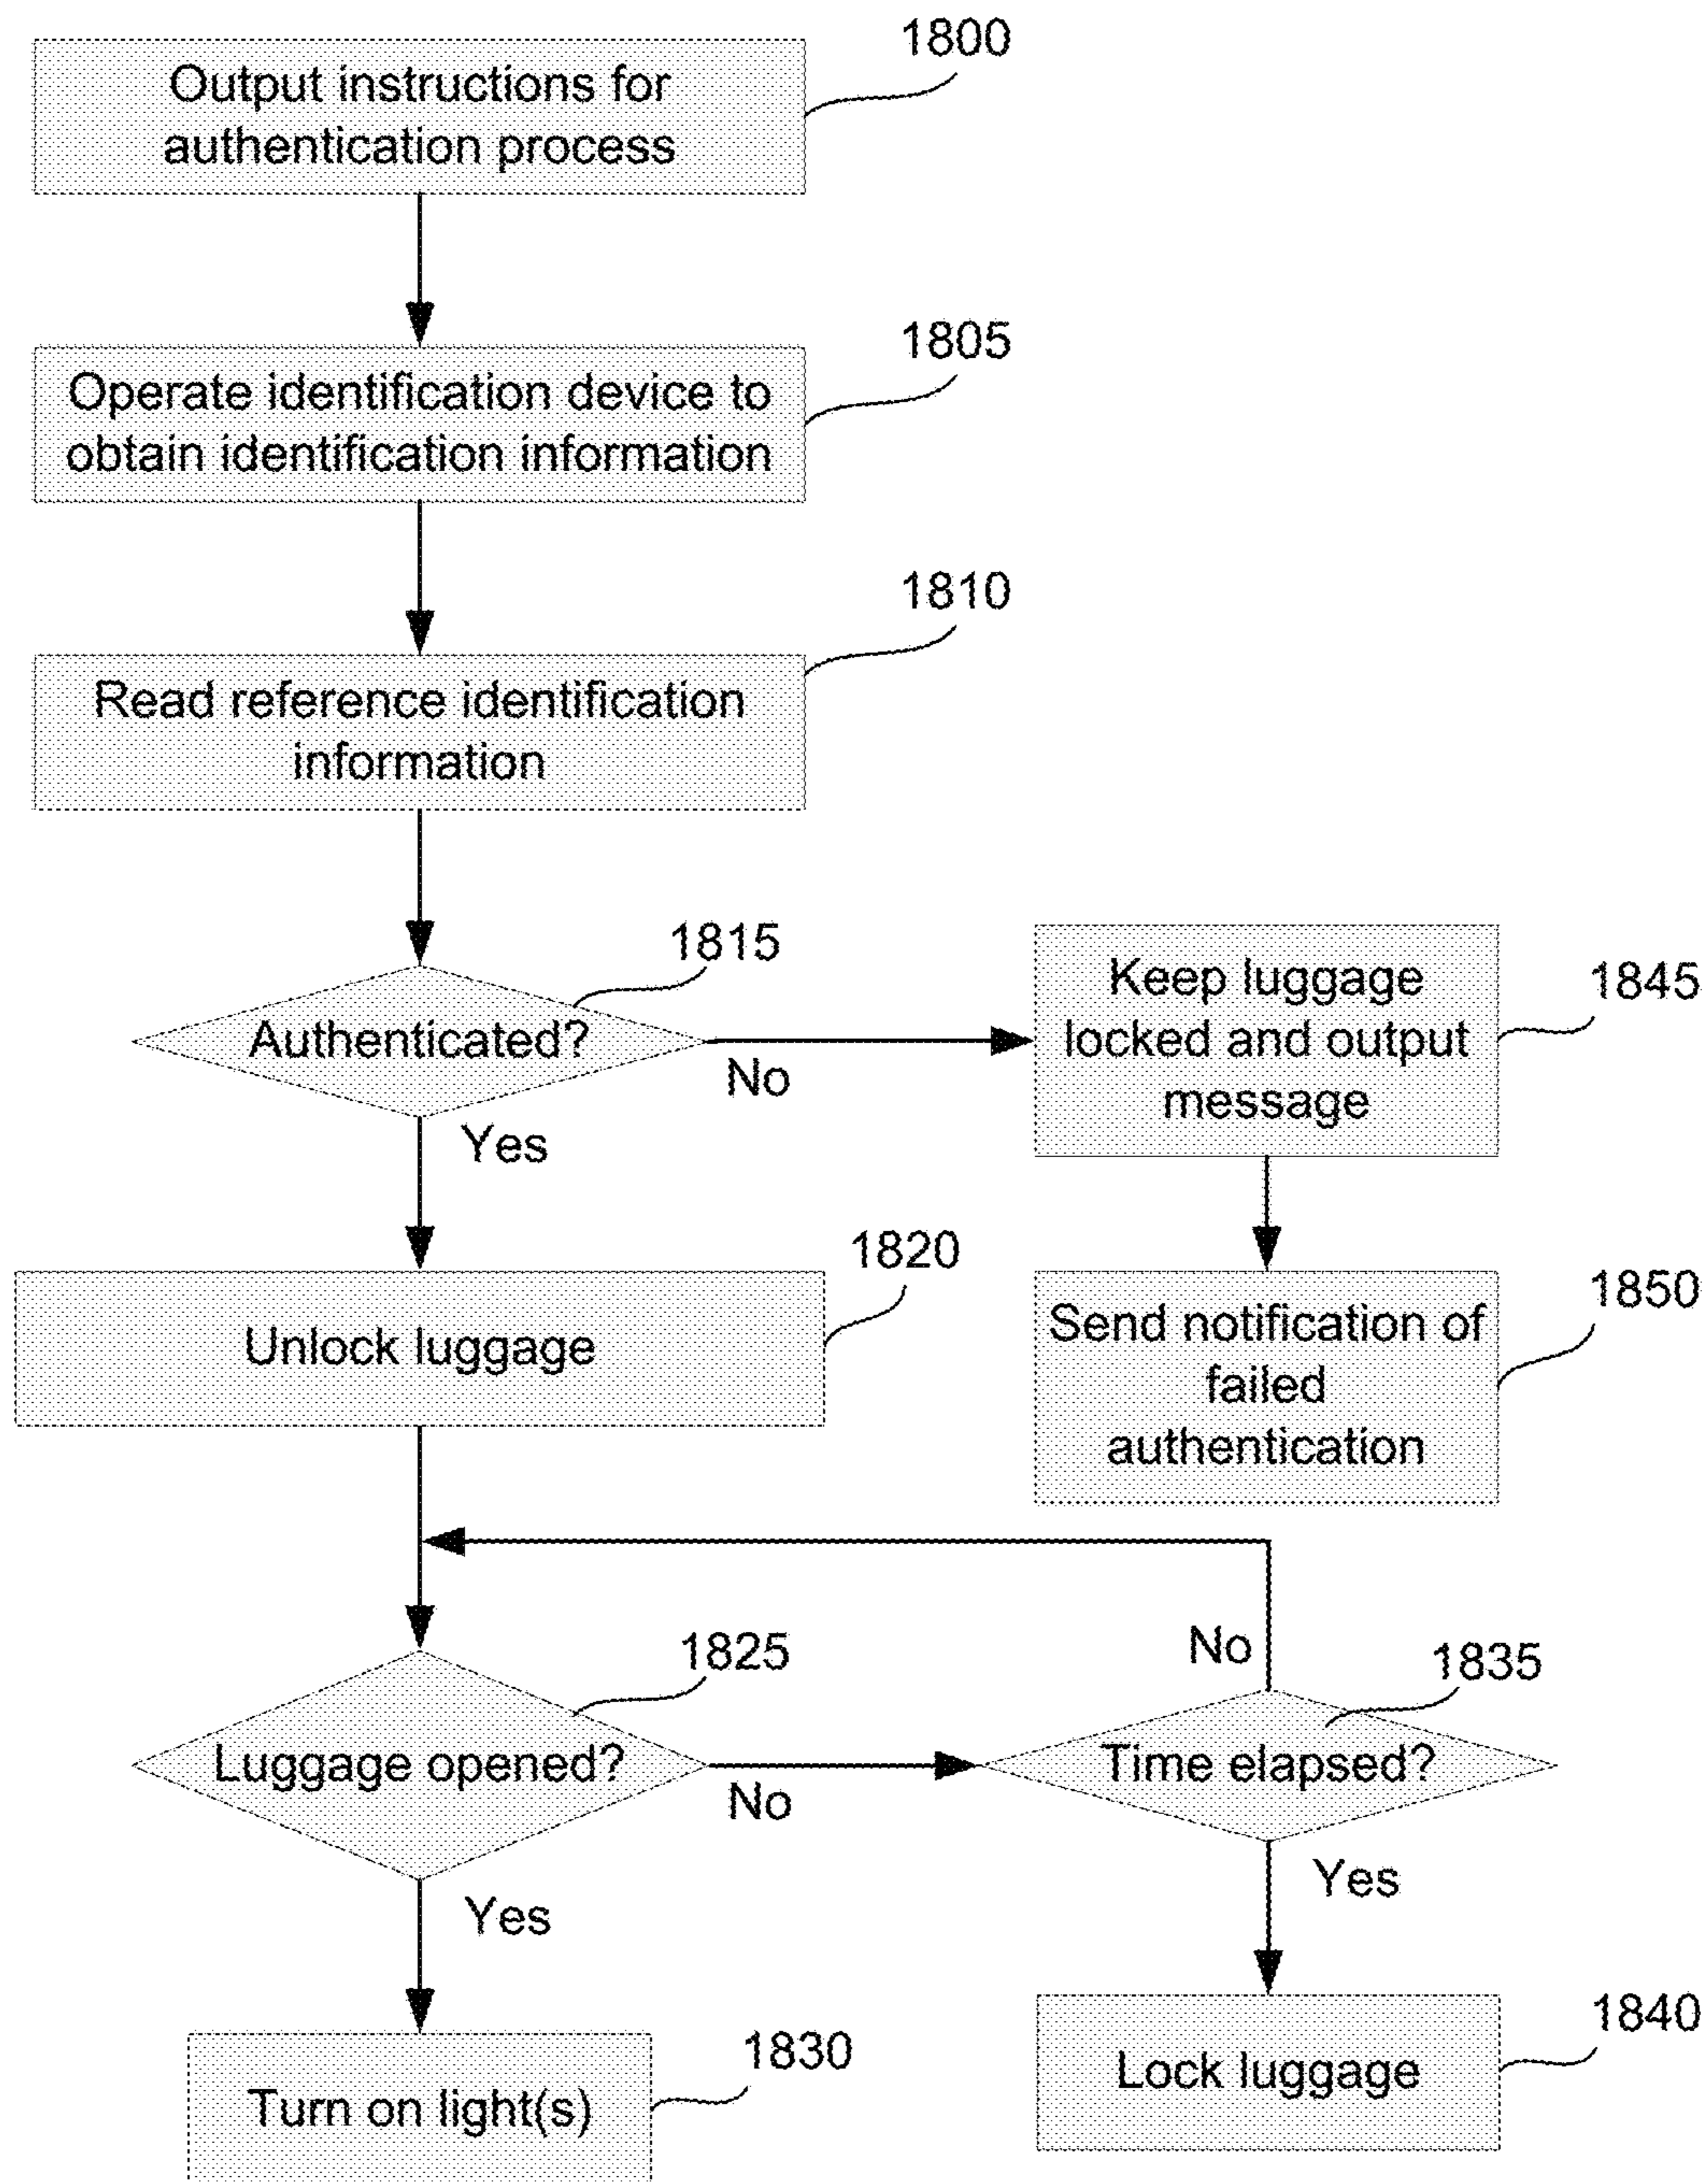 1800
Output instructions for
authentication process
1805
Operate identification device to
obtain identification information
1810
Read reference identification
information
1815
Authenticated?
No
Yes
Keep luggage
locked and output
message
1845
1820
Unlock luggage
Send notification of
failed
authentication
1850
1825
Luggage opened?
No
Yes
No
1835
Time elapsed?
Yes
1830
Turn on light(s)
1840
Lock luggage